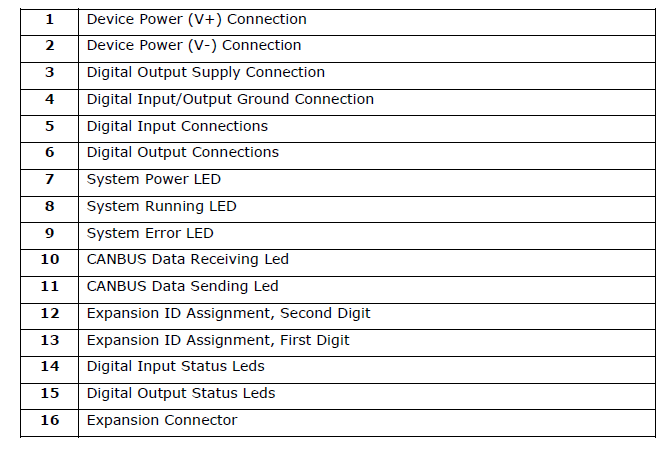 1 Device Power (V+) Connection
2 Device Power (V-) Connection
3 Digital Output Supply Connection
4 Digital Input/Output Ground Connection
5 Digital Input Connections
6 Digital Output Connections
7 System Power LED
8 System Running LED
9 System Error LED
10 CANBUS Data Receiving Led
11 CANBUS Data Sending Led
12 Expansion ID Assignment, Second Digit
13 Expansion ID Assignment, First Digit
14 Digital Input Status Leds
15 Digital Output Status Leds
16 Expansion Connector